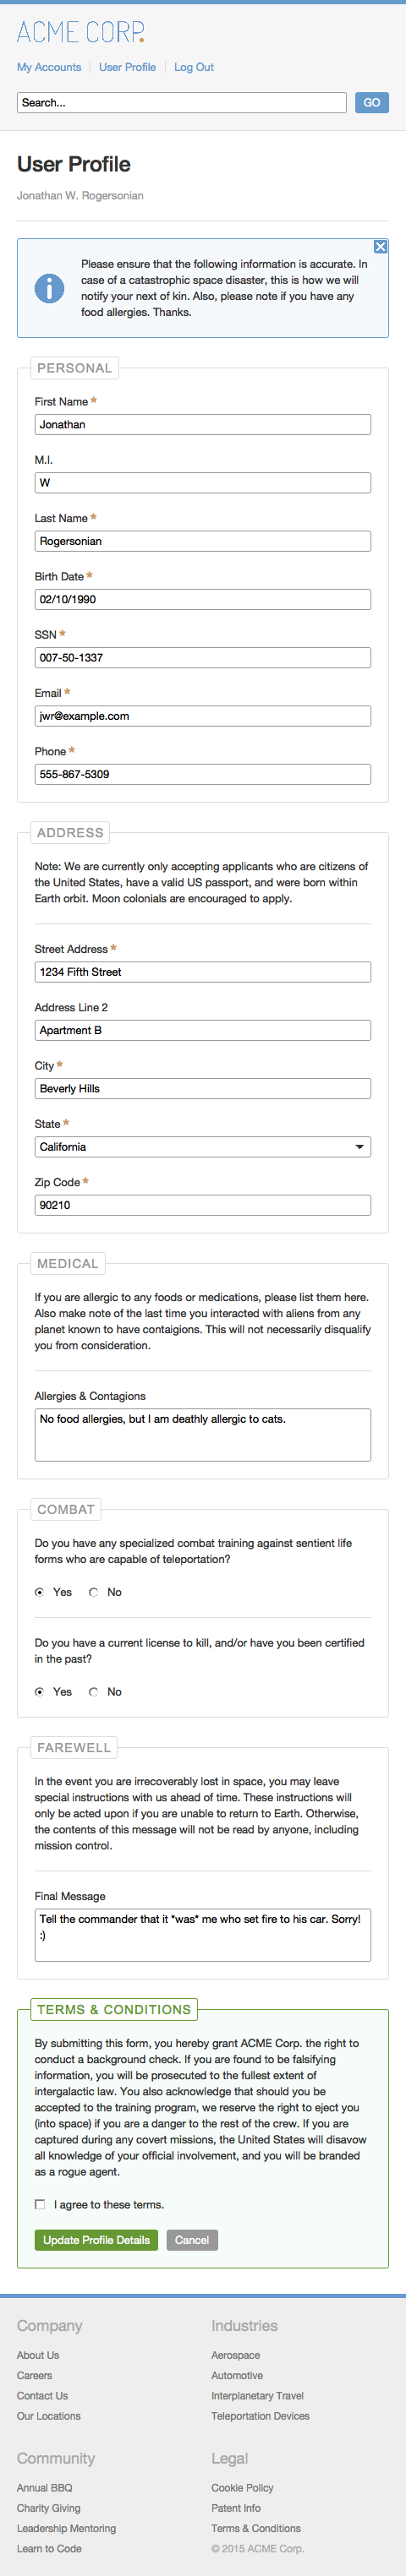 ACME CORP.
My Accounts
User Profile
Log Out
Search...
GO
User Profile
Jonathan W. Rogersonian
Please ensure that the following information is accurate. In
case of a catastrophic space disaster, this is how we will
notify your next of kin. Also, please note if you have any
food allergies. Thanks.
PERSONAL
First Name *
Jonathan
M.I.
W
Last Name *
Rogersonian
Birth Date *
02/10/1990
SSN *
007-50-1337
Email *
jwr@example.com
Phone *
555-867-5309
ADDRESS
Note: We are currently only accepting applicants who are citizens of
the United States, have a valid US passport, and were born within
Earth orbit. Moon colonials are encouraged to apply.
Street Address *
1234 Fifth Street
Address Line 2
Apartment B
City *
Beverly Hills
State *
California
Zip Code *
90210
MEDICAL
If you are allergic to any foods or medications, please list them here.
Also make note of the last time you interacted with aliens from any
planet known to have contaigions. This will not necessarily disqualify
you from consideration.
Allergies & Contagions
No food allergies, but I am deathly allergic to cats.
COMBAT
Do you have any specialized combat training against sentient life
forms who are capable of teleportation?
Yes No
Do you have a current license to kill, and/or have you been certified
in the past?
Yes No
FAREWELL
In the event you are irrecoverably lost in space, you may leave
special instructions with us ahead of time. These instructions will
only be acted upon if you are unable to return to Earth. Otherwise,
the contents of this message will not be read by anyone, including
mission control.
Final Message
Tell the commander that it *was* me who set fire to his car. Sorry!
:)
TERMS & CONDITIONS
By submitting this form, you hereby grant ACME Corp. the right to
conduct a background check. If you are found to be falsifying
information, you will be prosecuted to the fullest extent of
intergalactic law. You also acknowledge that should you be
accepted to the training program, we reserve the right to eject you
(into space) if you are a danger to the rest of the crew. If you are
captured during any covert missions, the United States will disavow
all knowledge of your official involvement, and you will be branded
as a rogue agent.
I agree to these terms.
Update Profile Details
Cancel
Company
About Us
Careers
Contact Us
Our Locations
Industries
Aerospace
Automotive
Interplanetary Travel
Teleportation Devices
Community
Annual BBQ
Charity Giving
Leadership Mentoring
Learn to Code
Legal
Cookie Policy
Patent Info
Terms & Conditions
© 2015 ACME Corp.